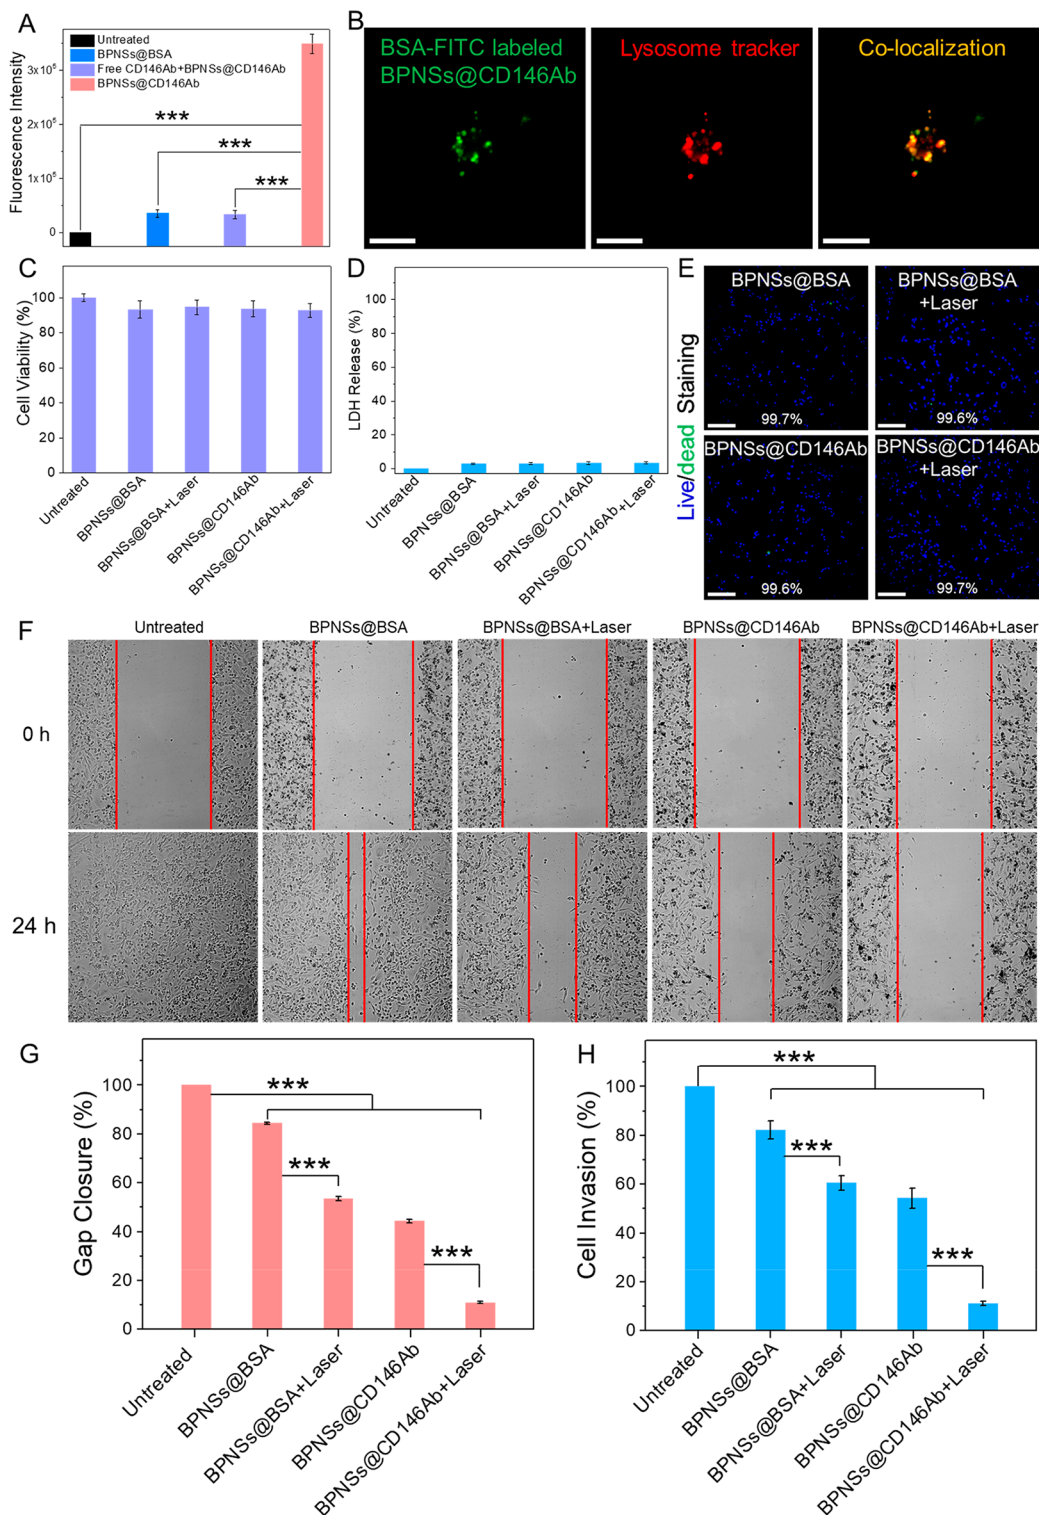 A
Fluorescence Intensity
3x10⁵
2x10⁵
1x10⁵
0
Untreated
BPNSs@BSA
Free CD146Ab+BPNSs@CD146Ab
BPNSs@CD146Ab
***
***
***
B
BSA-FITC labeled
BPNSs@CD146Ab
Lysosome tracker
Co-localization
C
Cell Viability (%)
100
80
60
40
20
0
Untreated
BPNSs@BSA
BPNSs@BSA+Laser
BPNSs@CD146Ab
BPNSs@CD146Ab+Laser
D
LDH Release (%)
100
80
60
40
20
0
Untreated
BPNSs@BSA
BPNSs@BSA+Laser
BPNSs@CD146Ab
BPNSs@CD146Ab+Laser
E
Live/dead Staining
BPNSs@BSA
99.7%
BPNSs@BSA
+Laser
99.6%
BPNSs@CD146Ab
99.6%
BPNSs@CD146Ab
+Laser
99.7%
F
Untreated
BPNSs@BSA
BPNSs@BSA+Laser
BPNSs@CD146Ab
BPNSs@CD146Ab+Laser
0 h
24 h
G
Gap Closure (%)
100
80
60
40
20
0
***
***
***
Untreated
BPNSs@BSA
BPNSs@BSA+Laser
BPNSs@CD146Ab
BPNSs@CD146Ab+Laser
H
Cell Invasion (%)
100
80
60
40
20
0
***
***
***
Untreated
BPNSs@BSA
BPNSs@BSA+Laser
BPNSs@CD146Ab
BPNSs@CD146Ab+Laser